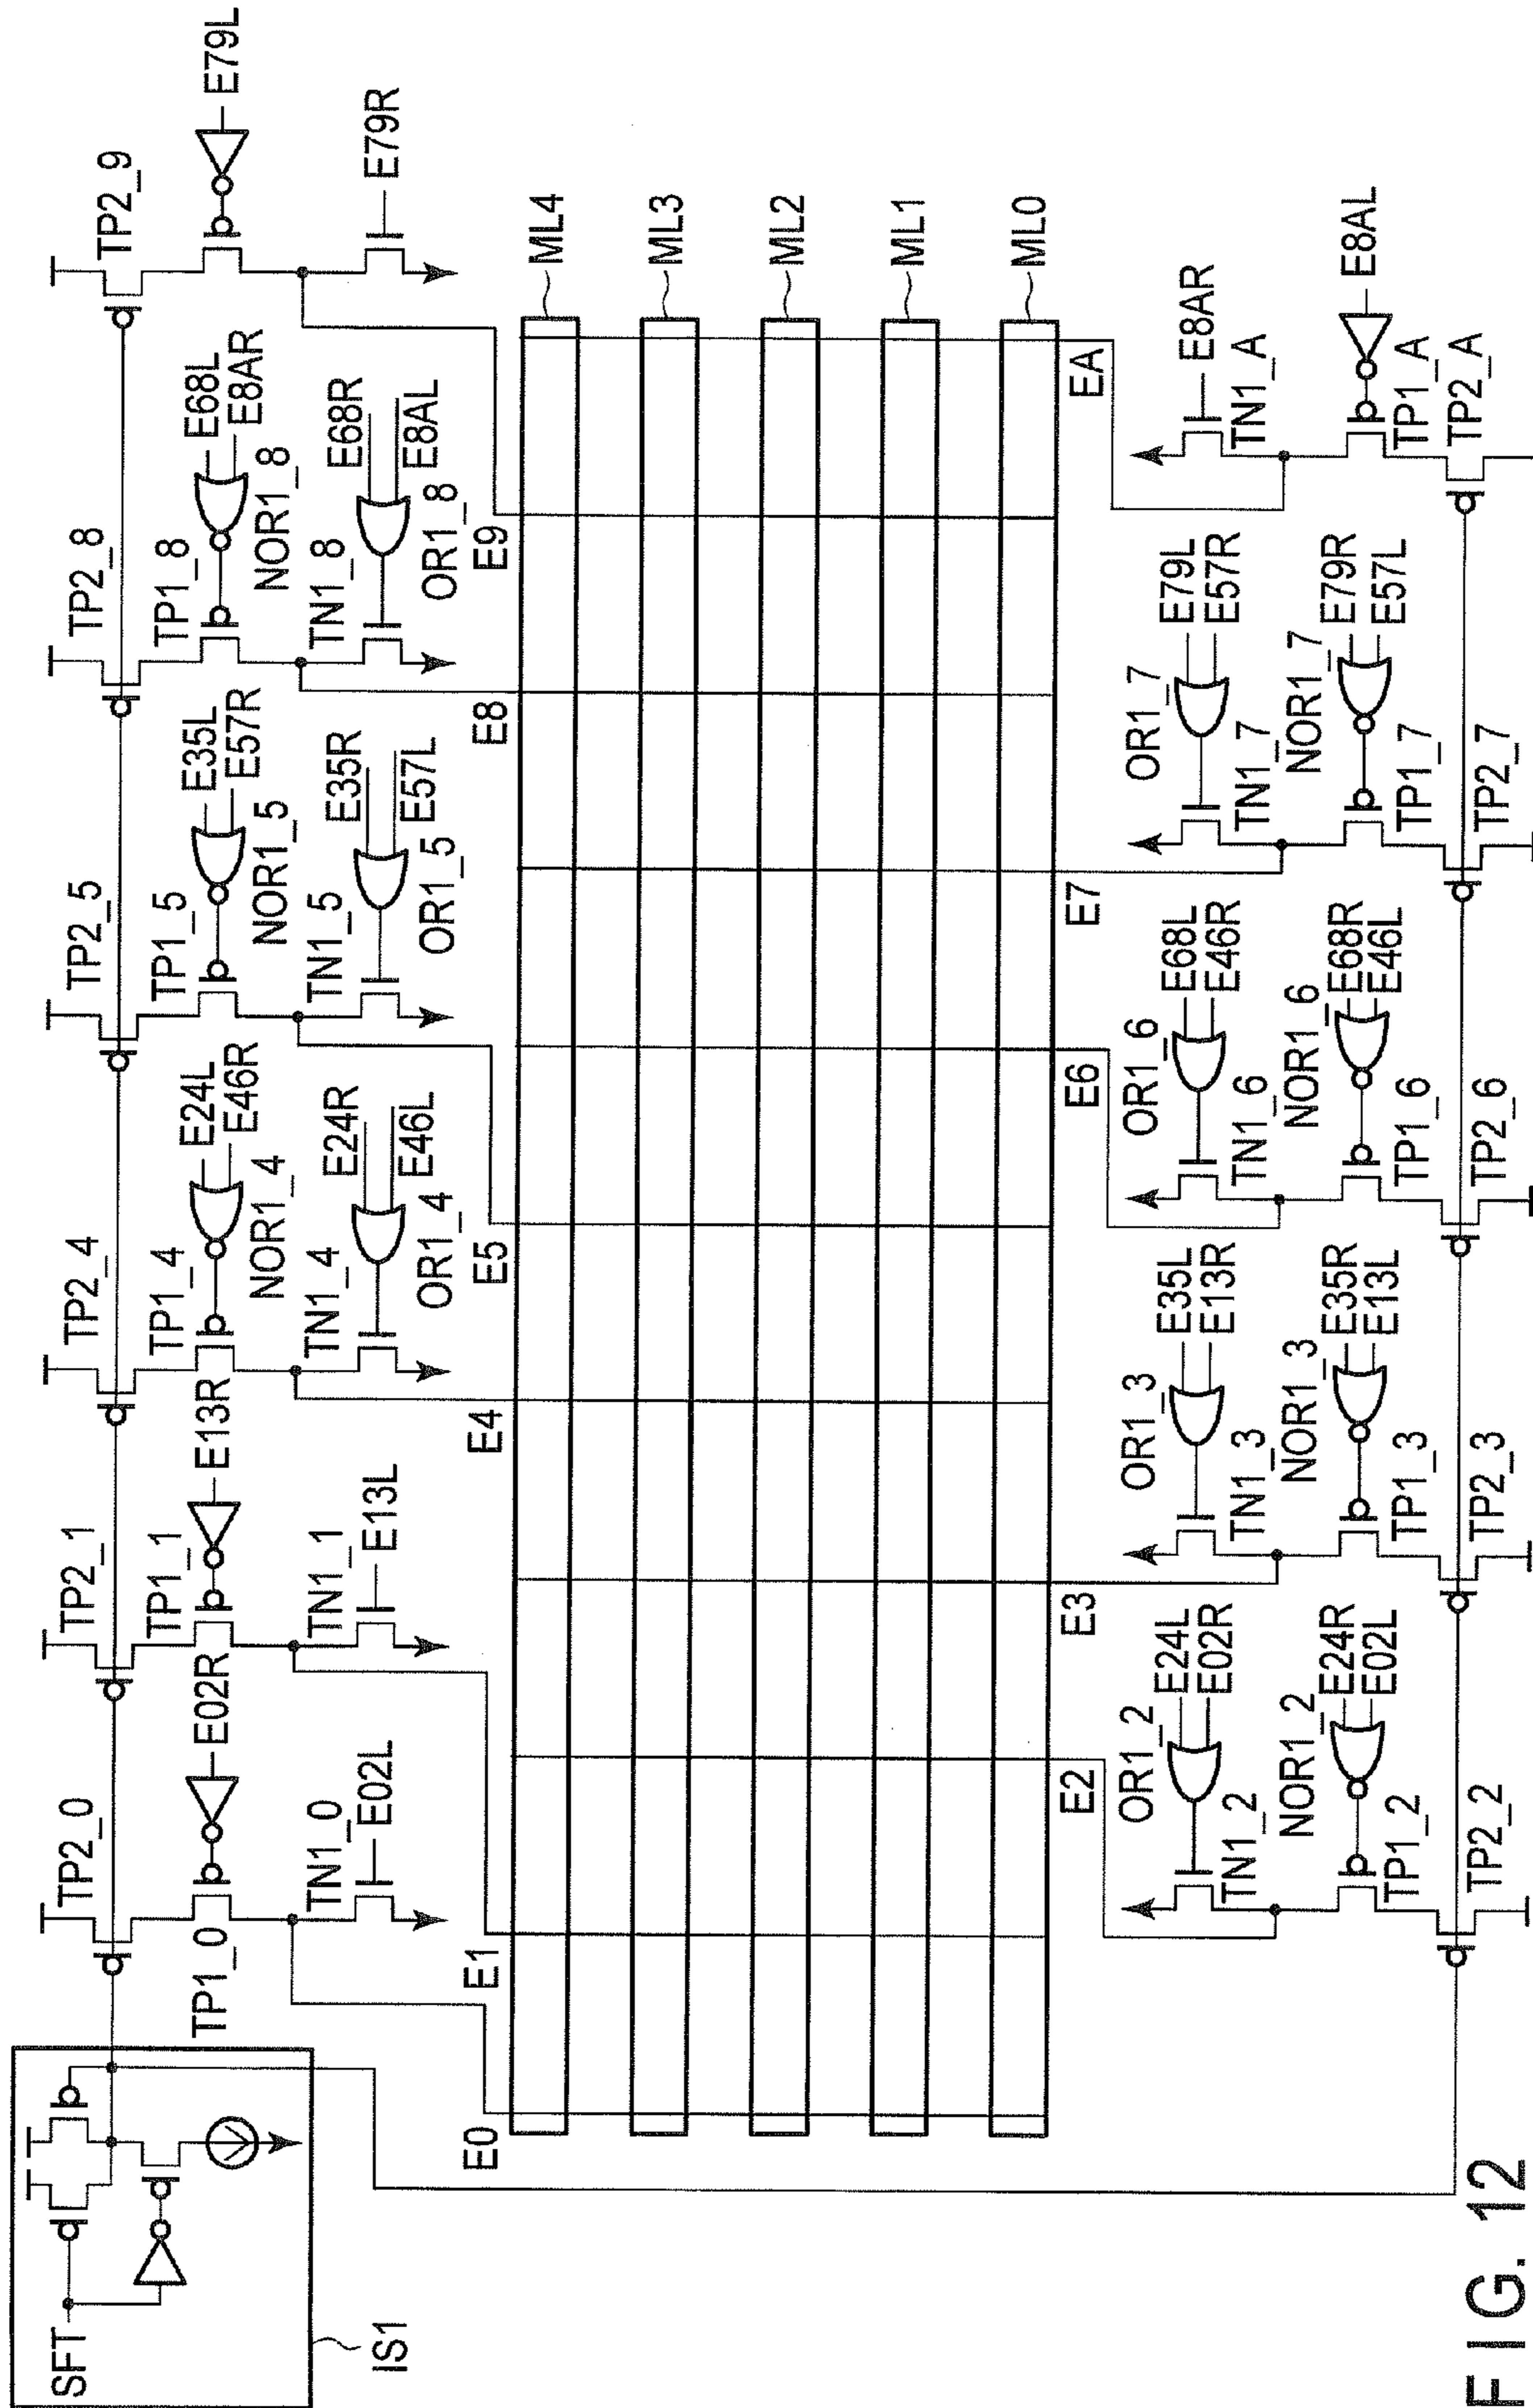 SFT
IS1
TP2_0
TP1_0
E02R
TN1_0
E02L
TP2_1
TP1_1
E13R
TN1_1
E13L
TP2_4
TP1_4
E24L
E46R
NOR1_4
TN1_4
E24R
E46L
OR1_4
TP2_5
TP1_5
E35L
E57R
NOR1_5
TN1_5
E35R
E57L
OR1_5
TP2_8
TP1_8
E68L
E8AR
NOR1_8
TN1_8
E68R
E8AL
OR1_8
TP2_9
E79L
E79R
E0
E1
E4
E5
E8
E9
ML4
ML3
ML2
ML1
ML0
E2
E3
E6
E7
EA
OR1_2
E24L
E02R
TN1_2
NOR1_2
E24R
E02L
TP1_2
TP2_2
OR1_3
E35L
E13R
TN1_3
NOR1_3
E35R
E13L
TP1_3
TP2_3
OR1_6
E68L
E46R
TN1_6
NOR1_6
E68R
E46L
TP1_6
TP2_6
OR1_7
E79L
E57R
TN1_7
NOR1_7
E79R
E57L
TP1_7
TP2_7
E8AR
TN1_A
E8AL
TP1_A
TP2_A
FIG. 12